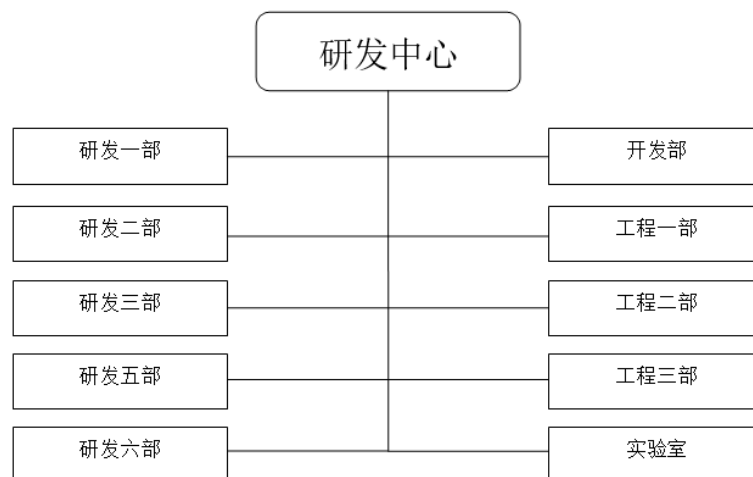 研发中心
研发一部
开发部
研发二部
工程一部
研发三部
工程二部
研发五部
工程三部
研发六部
实验室